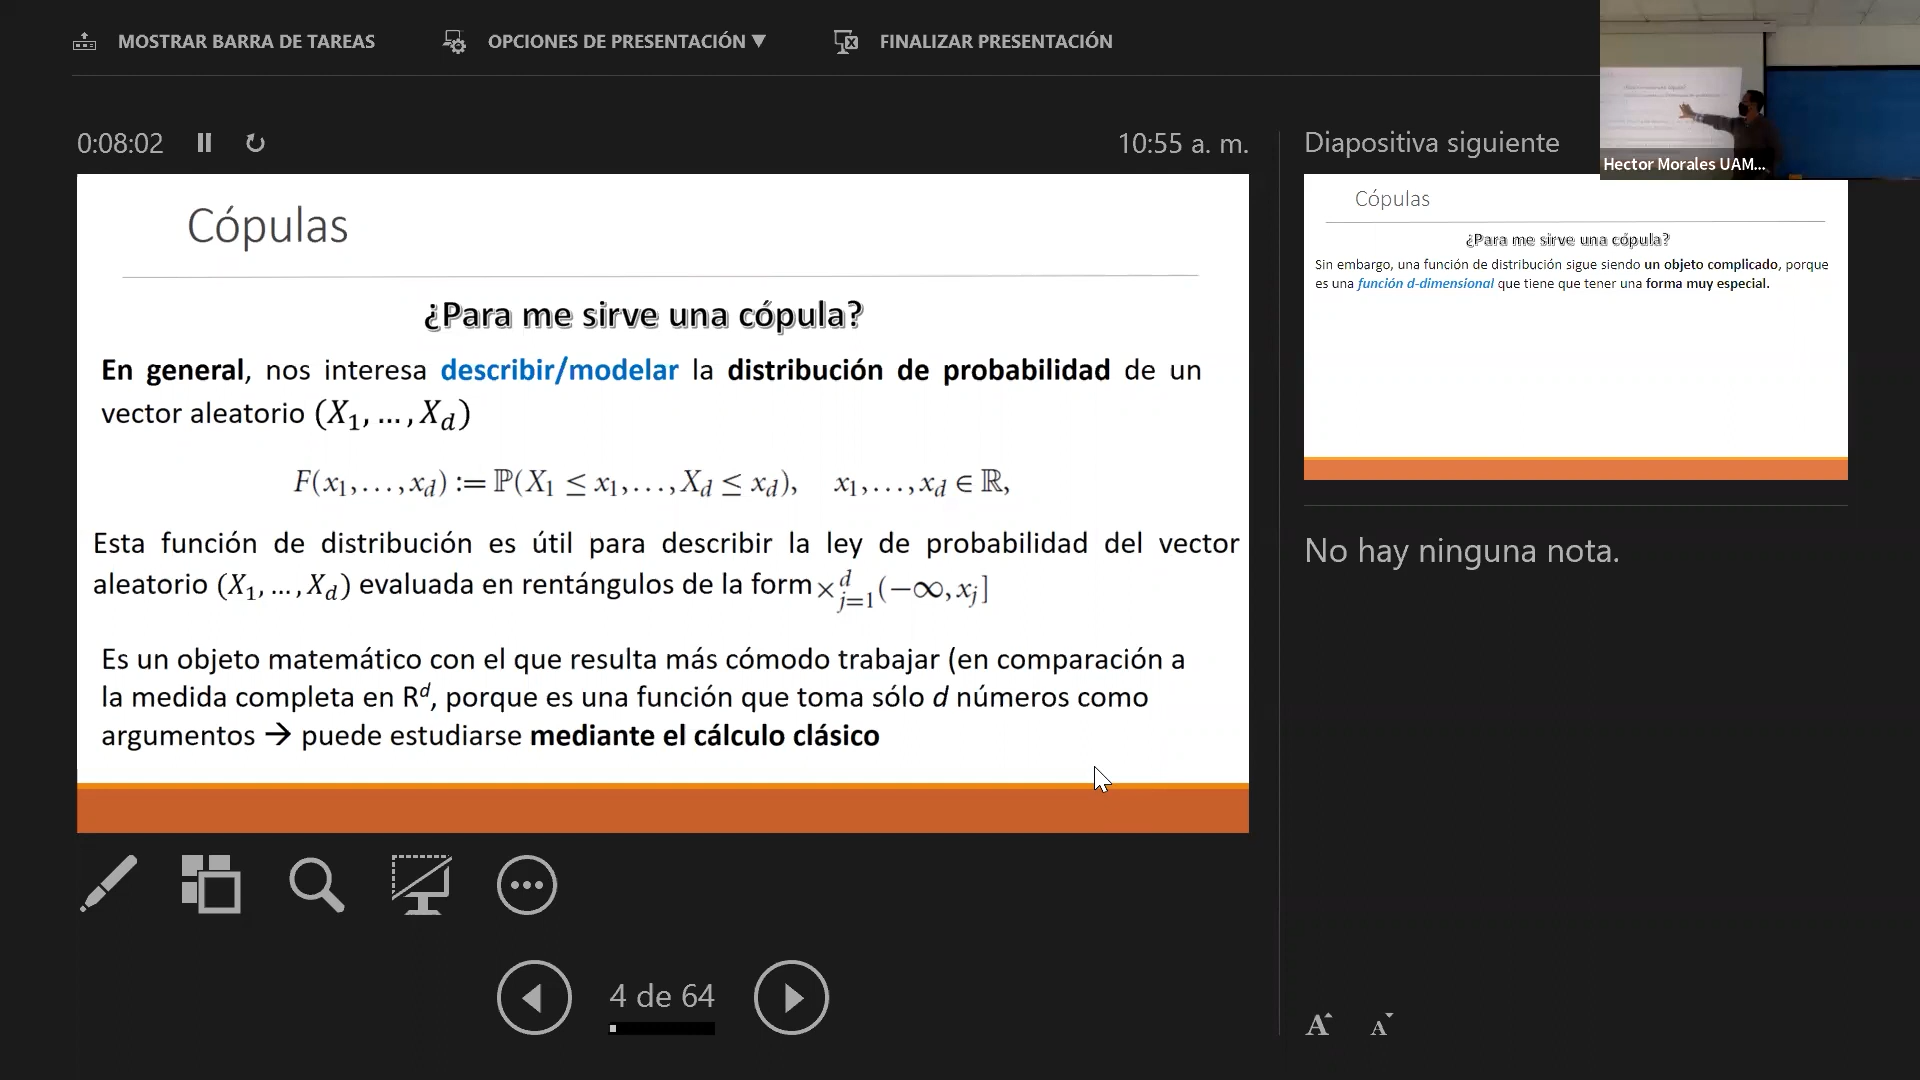 MOSTRAR BARRA DE TAREAS
OPCIONES DE PRESENTACIÓN ▼
FINALIZAR PRESENTACIÓN
0:08:02
10:55 a. m.
Cópulas
¿Para me sirve una cópula?
En general, nos interesa describir/modelar la distribución de probabilidad de un
vector aleatorio (X₁, … , X_d)
F(x₁,…,x_d) := ℙ(X₁ ≤ x₁,…, X_d ≤ x_d), x₁,…,x_d ∈ ℝ,
Esta función de distribución es útil para describir la ley de probabilidad del vector
aleatorio (X₁, … , X_d) evaluada en rentángulos de la form ×_{j=1}^{d}(−∞, x_j]
Es un objeto matemático con el que resulta más cómodo trabajar (en comparación a
la medida completa en R^d, porque es una función que toma sólo d números como
argumentos → puede estudiarse mediante el cálculo clásico
4 de 64
Diapositiva siguiente
Hector Morales UAM...
Cópulas
¿Para me sirve una cópula?
Sin embargo, una función de distribución sigue siendo un objeto complicado, porque
es una función d-dimensional que tiene que tener una forma muy especial.
No hay ninguna nota.
A A